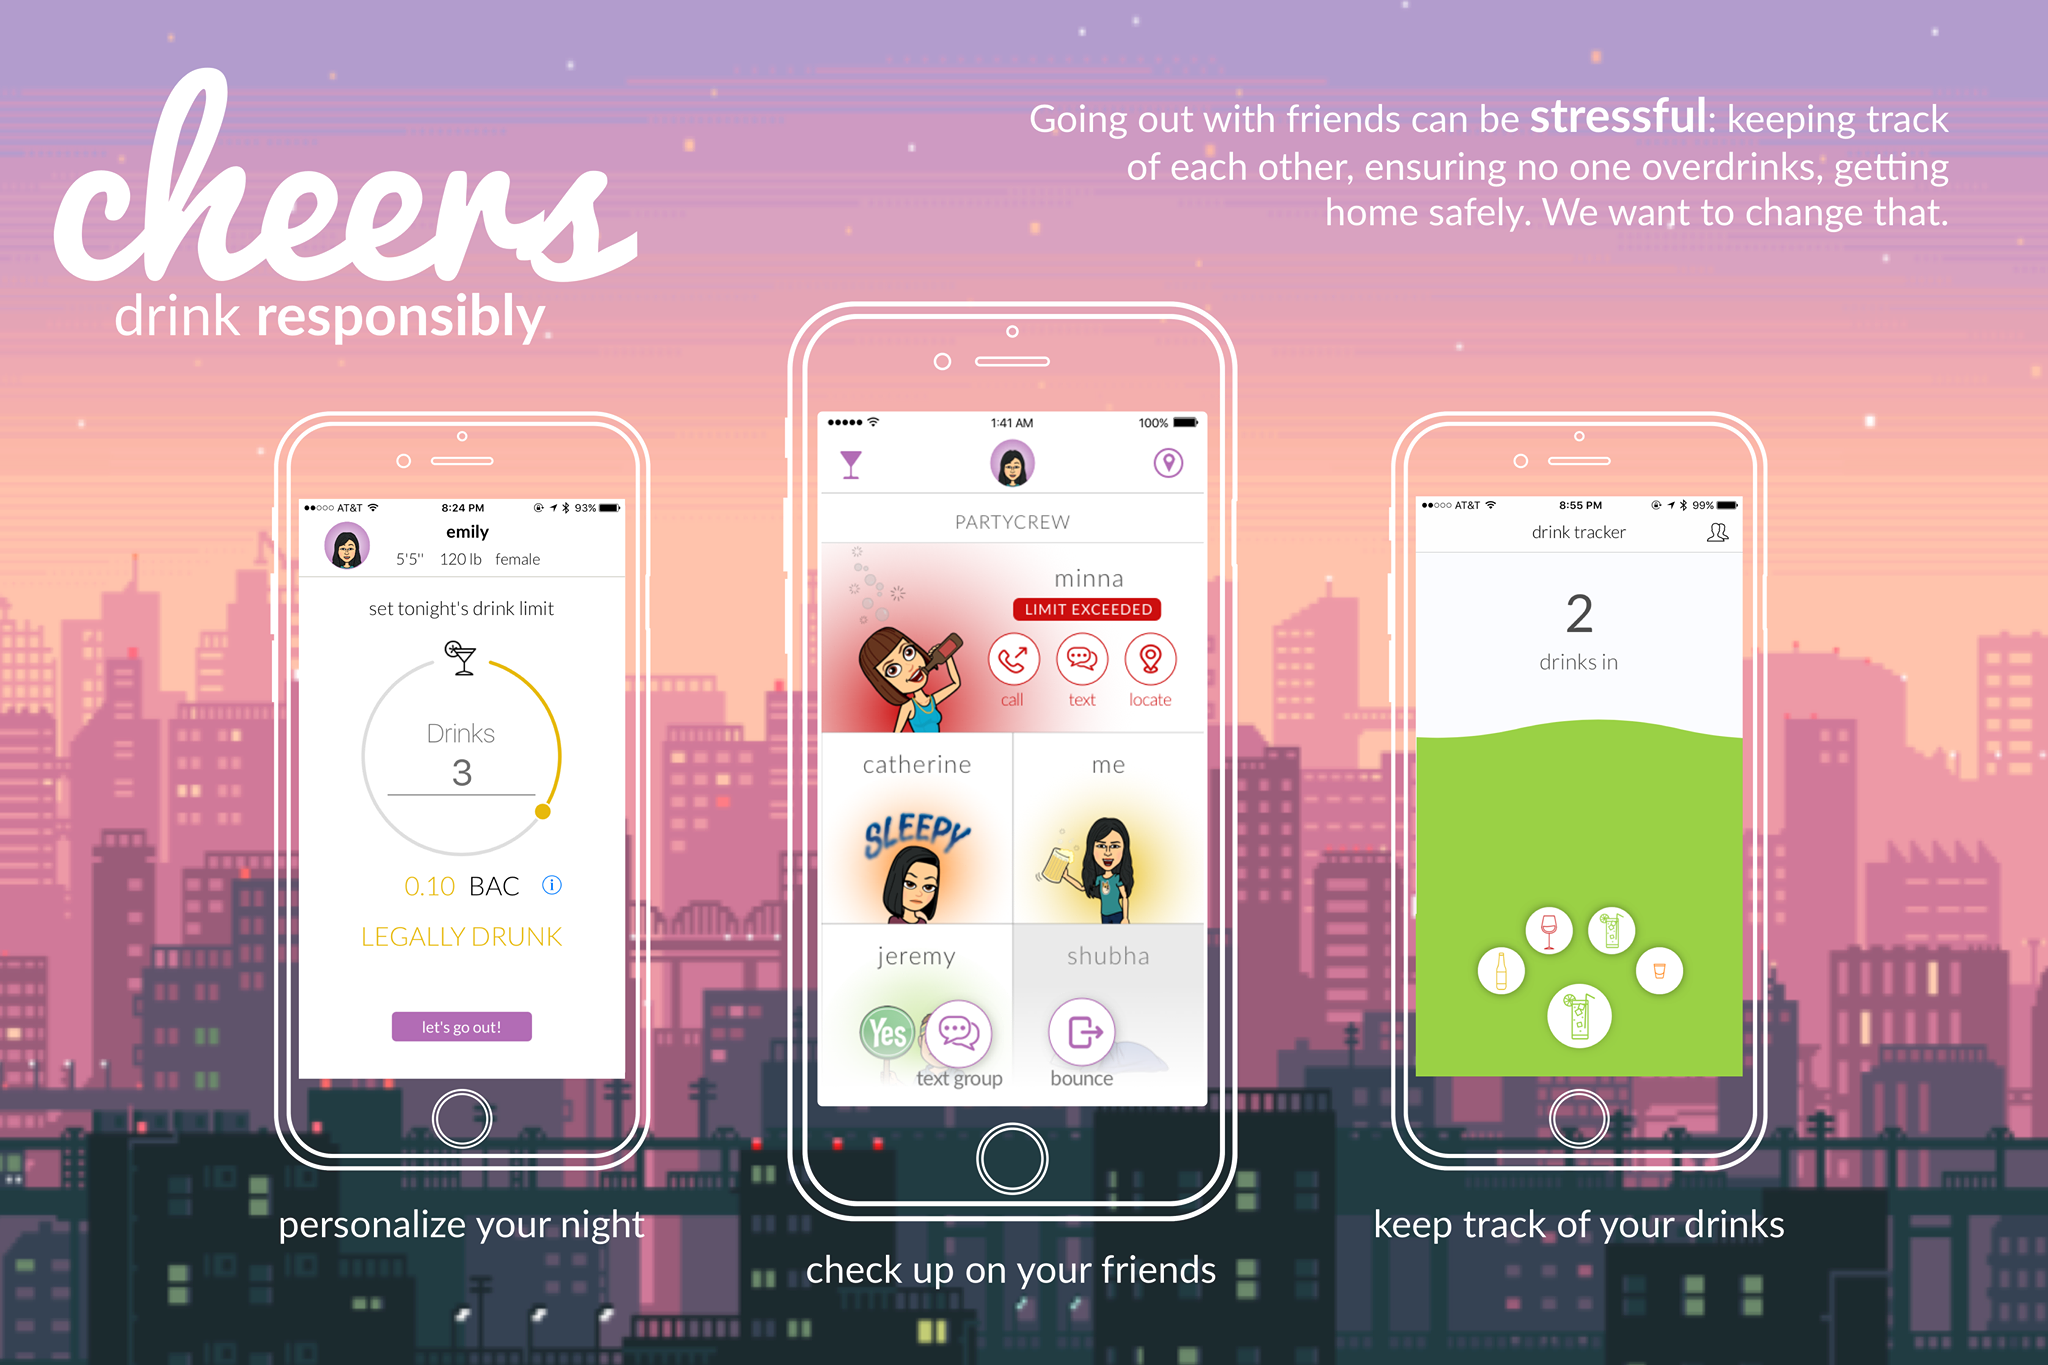 cheers
drink responsibly
Going out with friends can be stressful: keeping track
of each other, ensuring no one overdrinks, getting
home safely. We want to change that.
AT&T 8:24 PM 93%
emily
5'5" 120 lb female
set tonight's drink limit
Drinks
3
0.10 BAC i
LEGALLY DRUNK
let's go out!
personalize your night
1:41 AM 100%
PARTYCREW
minna
LIMIT EXCEEDED
call text locate
catherine me
SLEEPY
jeremy shubha
Yes
text group bounce
check up on your friends
AT&T 8:55 PM 99%
drink tracker
2
drinks in
keep track of your drinks